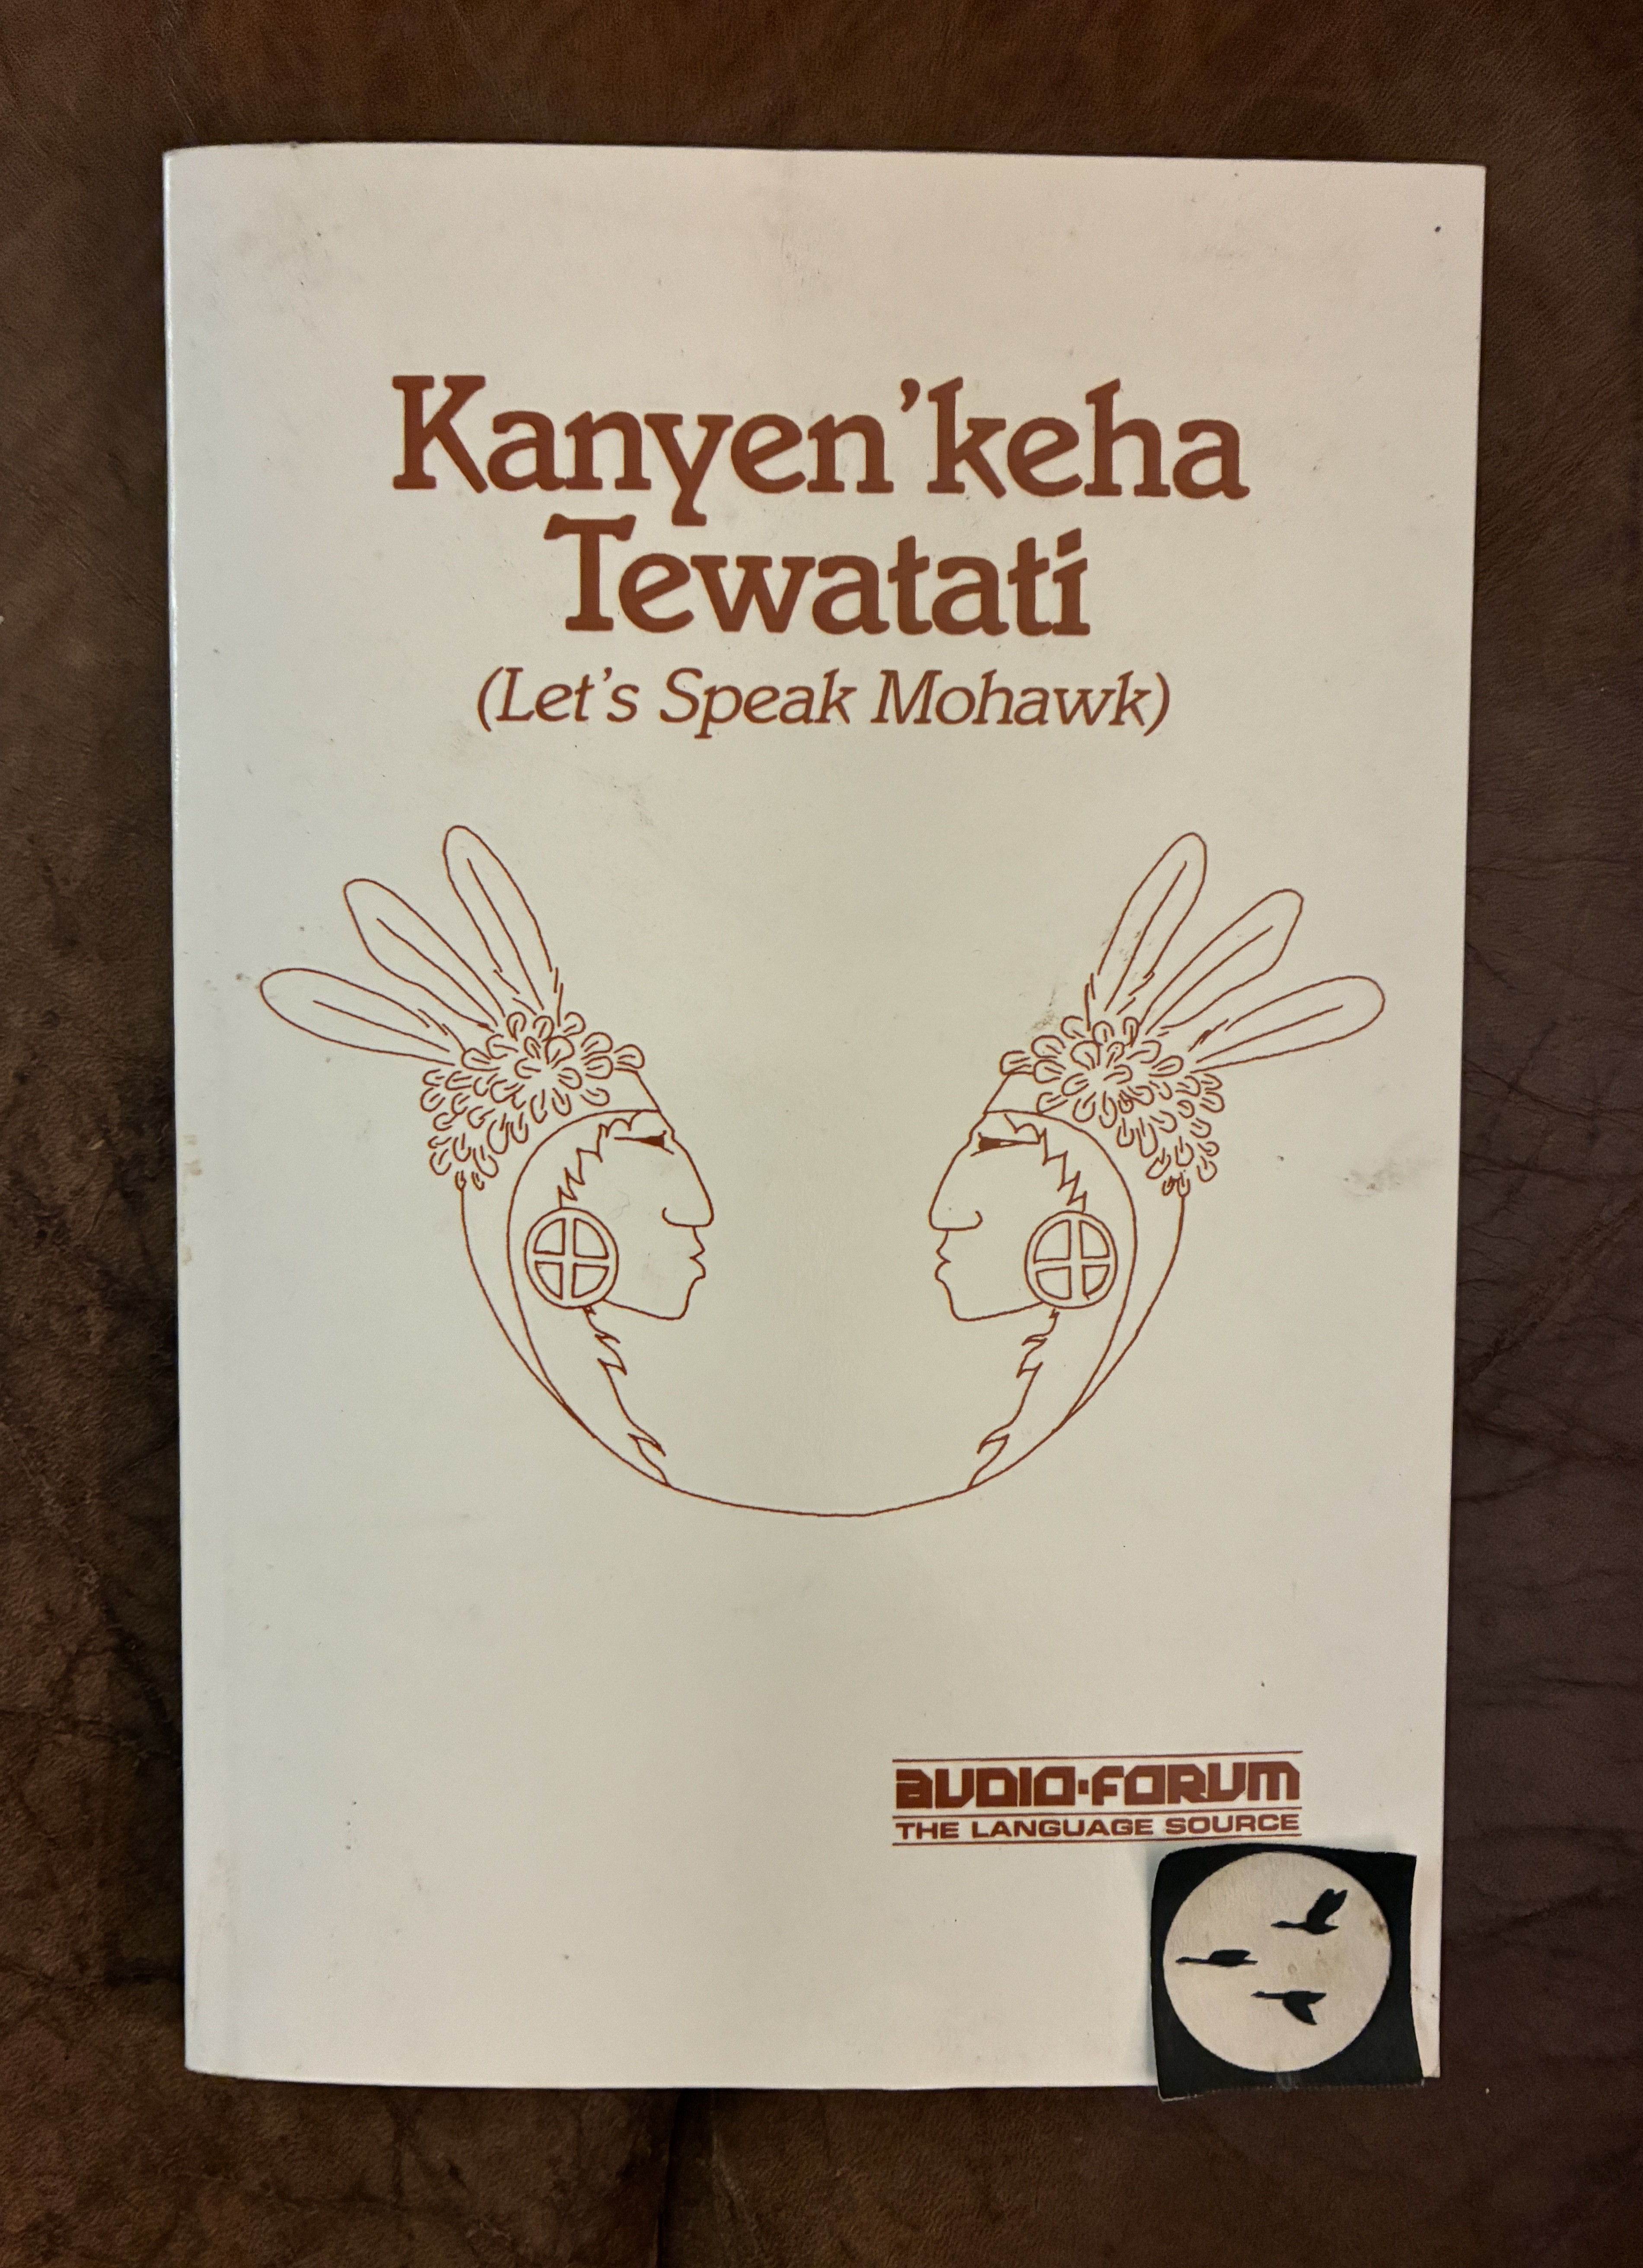 Kanyen’keha
Tewatati
(Let’s Speak Mohawk)
AUDIO·FORUM
THE LANGUAGE SOURCE